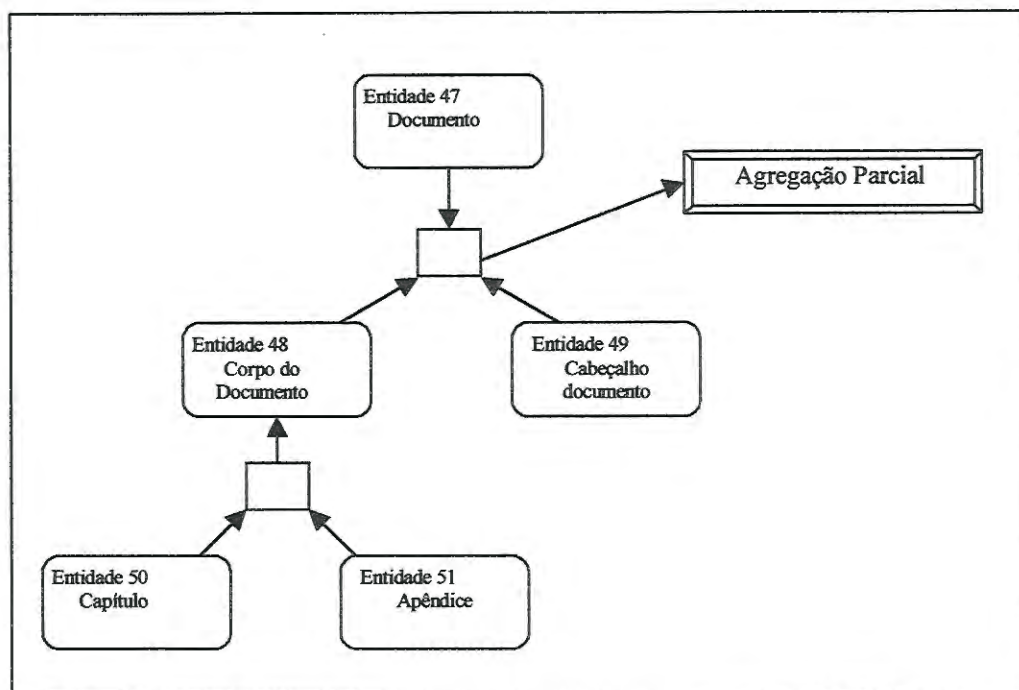 Entidade 47
Documento
Agregação Parcial
Entidade 48
Corpo do
Documento
Entidade 49
Cabeçalho
documento
Entidade 50
Capítulo
Entidade 51
Apêndice